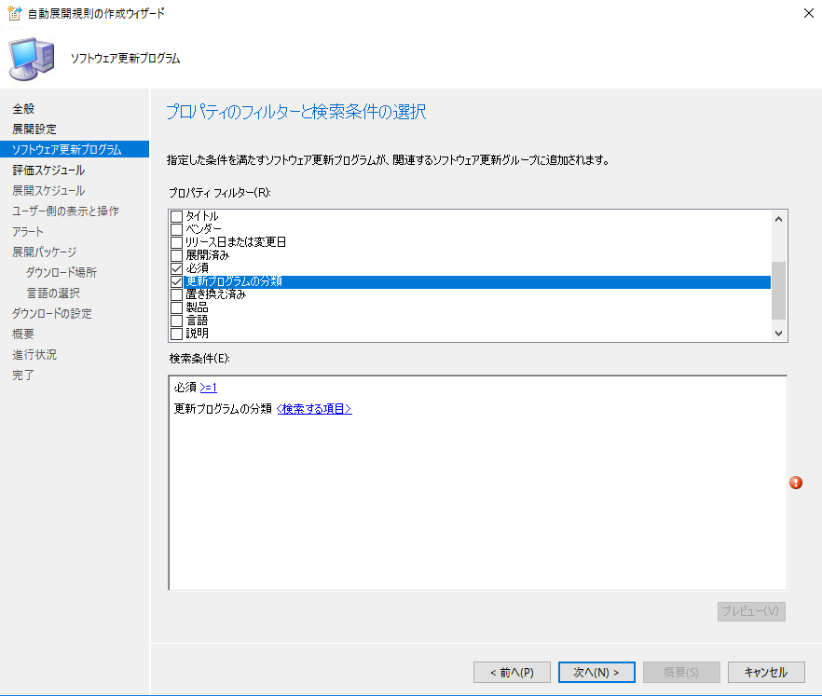 自動展開規則の作成ウィザード
ソフトウェア更新プログラム
全般
展開設定
ソフトウェア更新プログラム
評価スケジュール
展開スケジュール
ユーザー側の表示と操作
アラート
展開パッケージ
ダウンロード場所
言語の選択
ダウンロードの設定
概要
進行状況
完了
プロパティのフィルターと検索条件の選択
指定した条件を満たすソフトウェア更新プログラムが、関連するソフトウェア更新グループに追加されます。
プロパティ フィルター(R):
タイトル
ベンダー
リリース日または変更日
展開済み
必須
更新プログラムの分類
置き換え済み
製品
言語
説明
検索条件(E):
必須 >=1
更新プログラムの分類 <検索する項目>
プレビュー(V)
< 前へ(P)
次へ(N) >
概要(S)
キャンセル